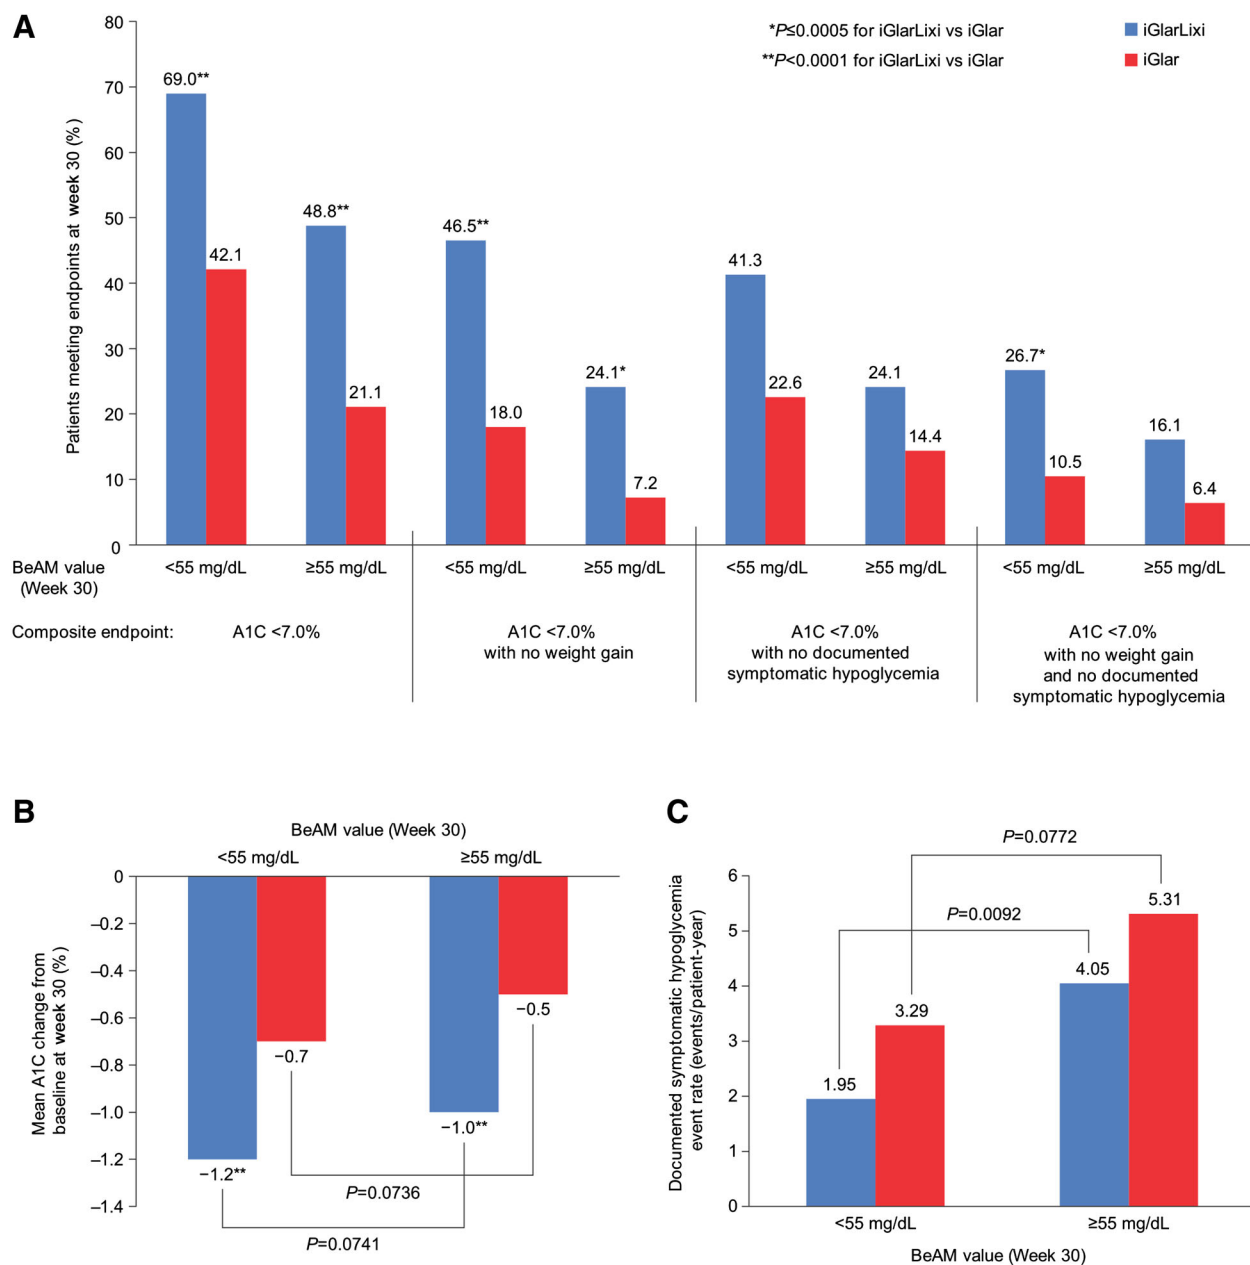 A
*P≤0.0005 for iGlarLixi vs iGlar
**P<0.0001 for iGlarLixi vs iGlar
iGlarLixi
iGlar
Patients meeting endpoints at week 30 (%)
80
70
60
50
40
30
20
10
0
69.0**
42.1
48.8**
21.1
46.5**
18.0
24.1*
7.2
41.3
22.6
24.1
14.4
26.7*
10.5
16.1
6.4
BeAM value
(Week 30)
<55 mg/dL
≥55 mg/dL
<55 mg/dL
≥55 mg/dL
<55 mg/dL
≥55 mg/dL
<55 mg/dL
≥55 mg/dL
Composite endpoint:
A1C <7.0%
A1C <7.0%
with no weight gain
A1C <7.0%
with no documented
symptomatic hypoglycemia
A1C <7.0%
with no weight gain
and no documented
symptomatic hypoglycemia
B
BeAM value (Week 30)
<55 mg/dL
≥55 mg/dL
Mean A1C change from
baseline at week 30 (%)
0
−0.2
−0.4
−0.6
−0.8
−1.0
−1.2
−1.4
−1.2**
−0.7
−1.0**
−0.5
P=0.0736
P=0.0741
C
Documented symptomatic hypoglycemia
event rate (events/patient-year)
6
5
4
3
2
1
0
P=0.0772
P=0.0092
1.95
3.29
4.05
5.31
<55 mg/dL
≥55 mg/dL
BeAM value (Week 30)